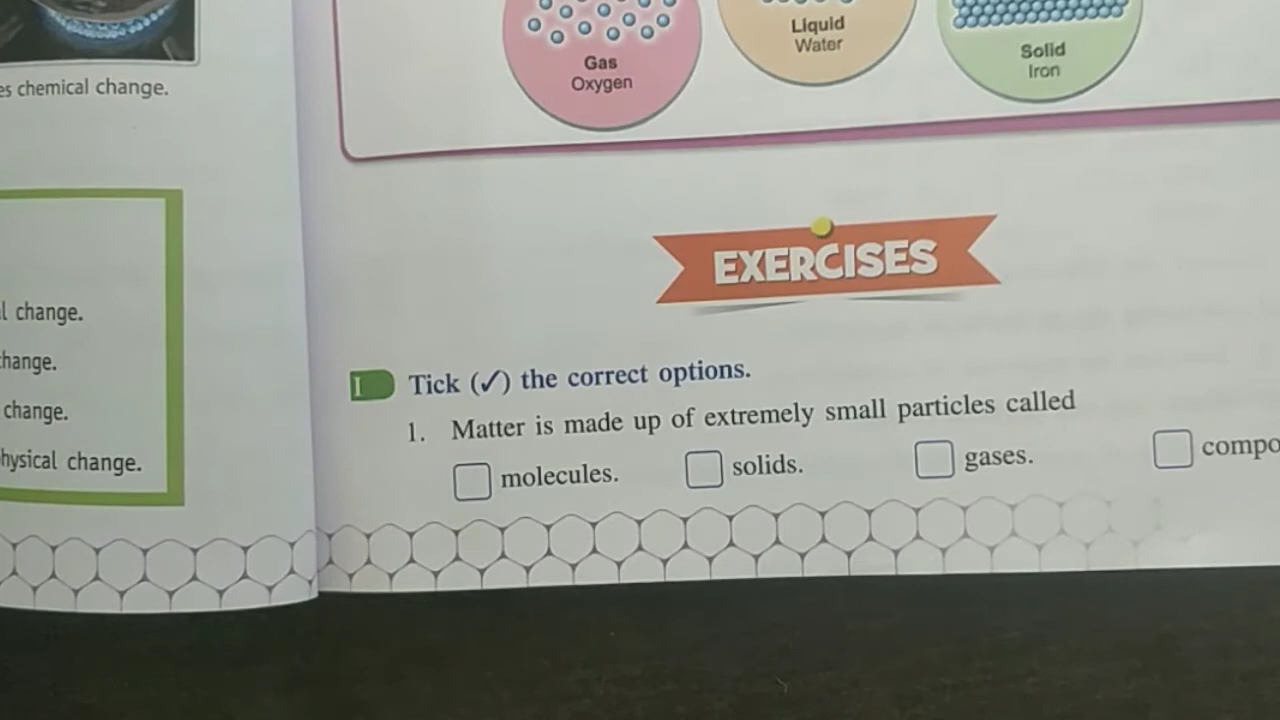 es chemical change.
l change.
change.
change.
hysical change.
Gas
Oxygen
Liquid
Water
Solid
Iron
EXERCISES
I Tick (✓) the correct options.
1. Matter is made up of extremely small particles called
molecules. solids. gases. compo